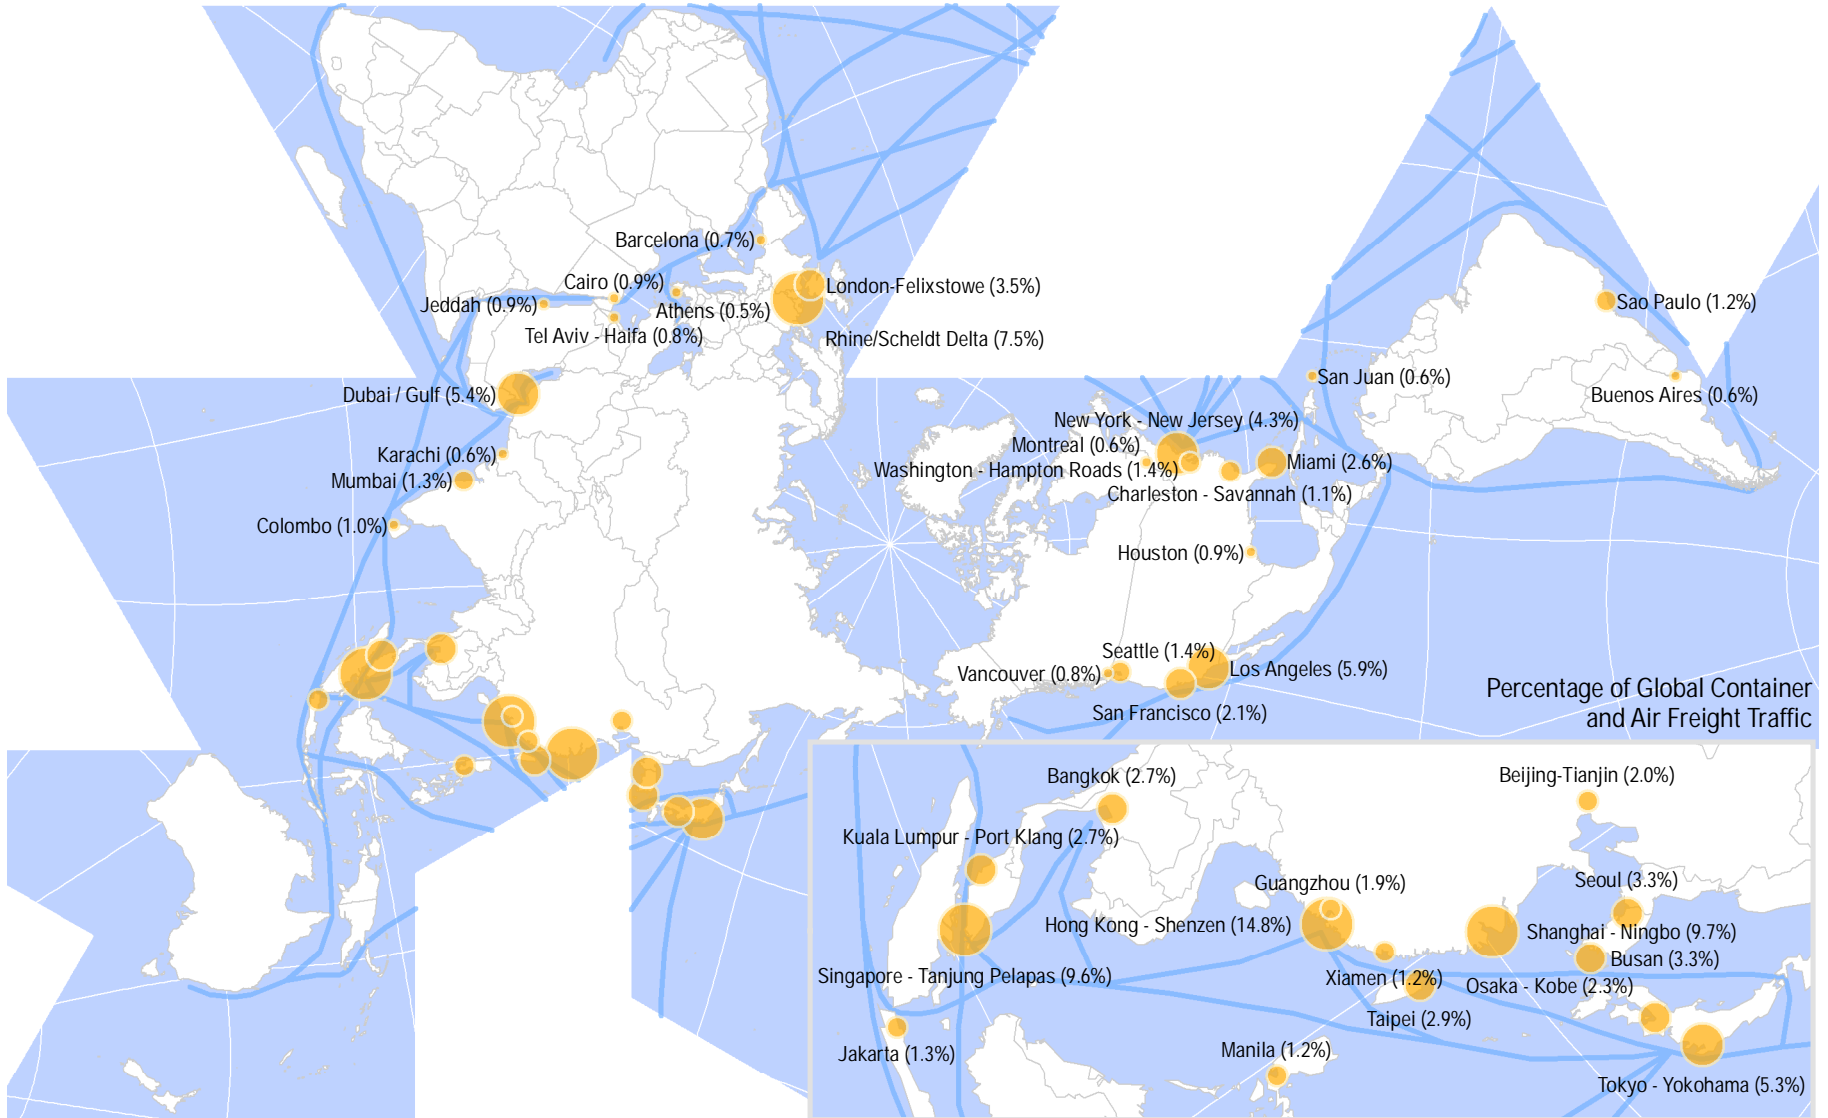 Barcelona (0.7%)
Cairo (0.9%)
London-Felixstowe (3.5%)
Jeddah (0.9%)
Athens (0.5%)
Sao Paulo (1.2%)
Tel Aviv - Haifa (0.8%)
Rhine/Scheldt Delta (7.5%)
San Juan (0.6%)
Dubai / Gulf (5.4%)
Buenos Aires (0.6%)
New York - New Jersey (4.3%)
Montreal (0.6%)
Karachi (0.6%)
Miami (2.6%)
Washington - Hampton Roads (1.4%)
Mumbai (1.3%)
Charleston - Savannah (1.1%)
Colombo (1.0%)
Houston (0.9%)
Seattle (1.4%)
Vancouver (0.8%)
Los Angeles (5.9%)
San Francisco (2.1%)
Percentage of Global Container
and Air Freight Traffic
Bangkok (2.7%)
Beijing-Tianjin (2.0%)
Kuala Lumpur - Port Klang (2.7%)
Guangzhou (1.9%)
Seoul (3.3%)
Hong Kong - Shenzen (14.8%)
Shanghai - Ningbo (9.7%)
Busan (3.3%)
Singapore - Tanjung Pelapas (9.6%)
Xiamen (1.2%)
Osaka - Kobe (2.3%)
Taipei (2.9%)
Jakarta (1.3%)
Manila (1.2%)
Tokyo - Yokohama (5.3%)